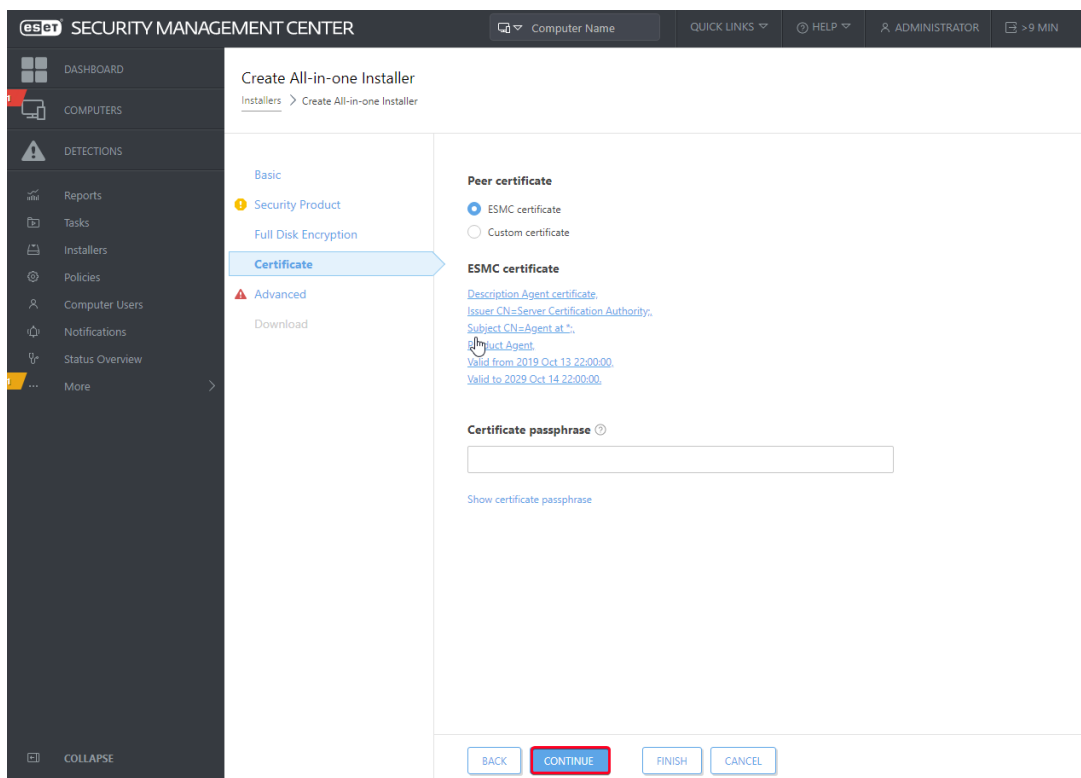 eset SECURITY MANAGEMENT CENTER
Computer Name
QUICK LINKS
HELP
ADMINISTRATOR
>9 MIN
DASHBOARD
COMPUTERS
DETECTIONS
Reports
Tasks
Installers
Policies
Computer Users
Notifications
Status Overview
... More
COLLAPSE
Create All-in-one Installer
Installers > Create All-in-one Installer
Basic
Security Product
Full Disk Encryption
Certificate
Advanced
Download
Peer certificate
ESMC certificate
Custom certificate
ESMC certificate
Description Agent certificate,
Issuer CN=Server Certification Authority;,
Subject CN=Agent at *;,
Agent,
Valid from 2019 Oct 13 22:00:00,
Valid to 2029 Oct 14 22:00:00,
Certificate passphrase ?
Show certificate passphrase
BACK
CONTINUE
FINISH
CANCEL